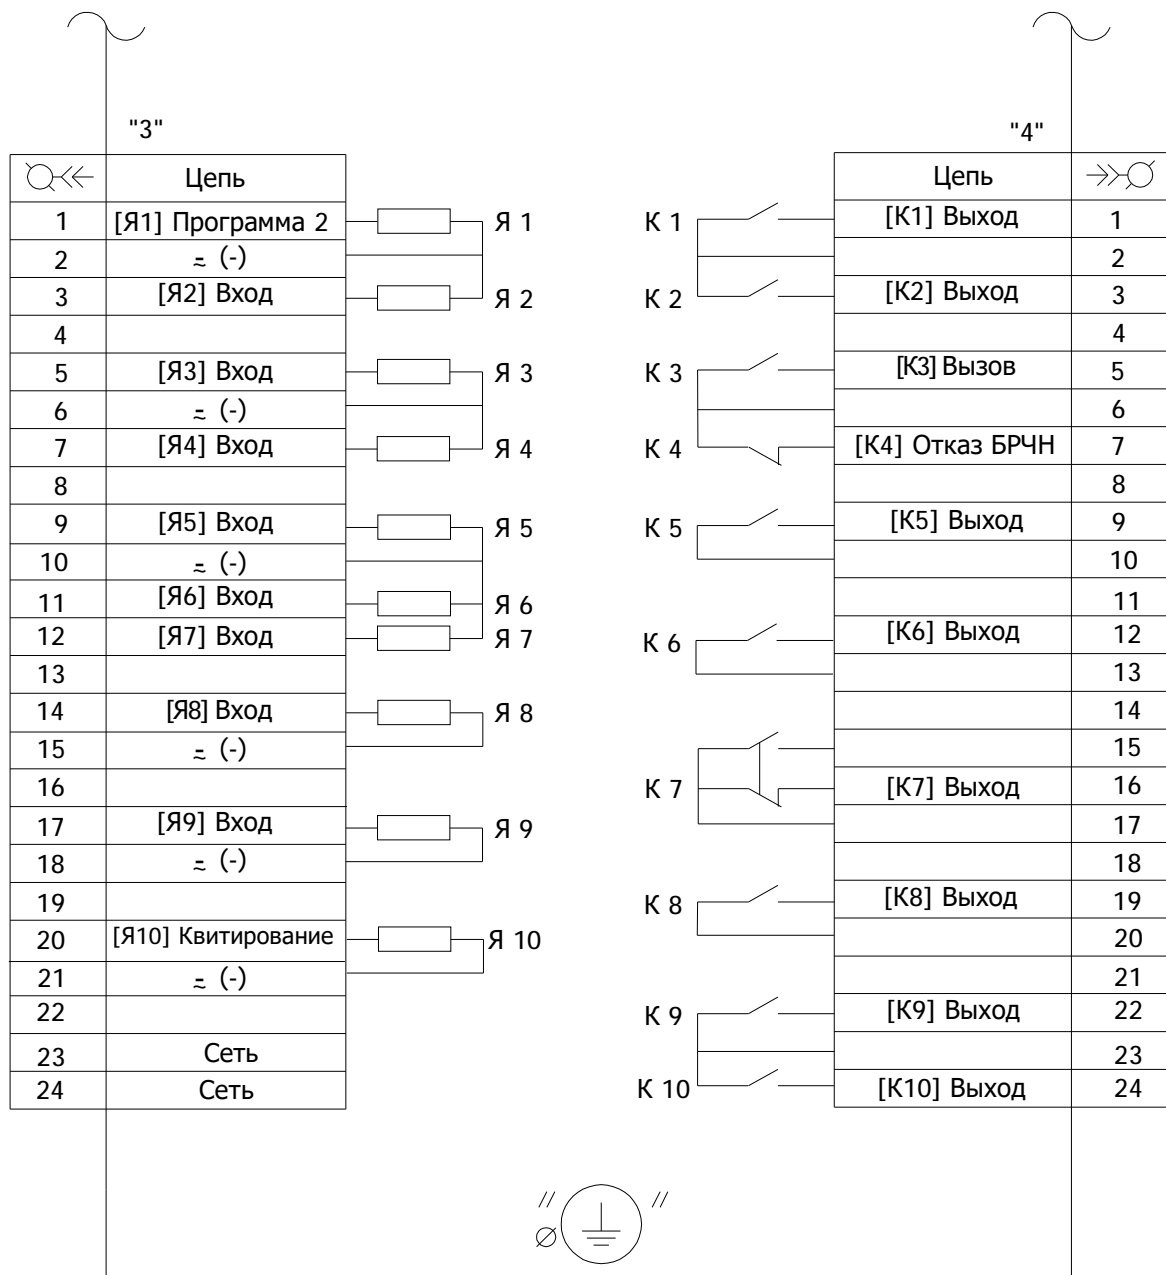 "3"
Цепь
1 [Я1] Программа 2 Я 1
2 ≂ (-)
3 [Я2] Вход Я 2
4
5 [Я3] Вход Я 3
6 ≂ (-)
7 [Я4] Вход Я 4
8
9 [Я5] Вход Я 5
10 ≂ (-)
11 [Я6] Вход Я 6
12 [Я7] Вход Я 7
13
14 [Я8] Вход Я 8
15 ≂ (-)
16
17 [Я9] Вход Я 9
18 ≂ (-)
19
20 [Я10] Квитирование Я 10
21 ≂ (-)
22
23 Сеть
24 Сеть
"4"
Цепь
К 1 [К1] Выход 1
2
К 2 [К2] Выход 3
4
К 3 [К3] Вызов 5
6
К 4 [К4] Отказ БРЧН 7
8
К 5 [К5] Выход 9
10
11
К 6 [К6] Выход 12
13
14
15
К 7 [К7] Выход 16
17
18
К 8 [К8] Выход 19
20
21
К 9 [К9] Выход 22
23
К 10 [К10] Выход 24